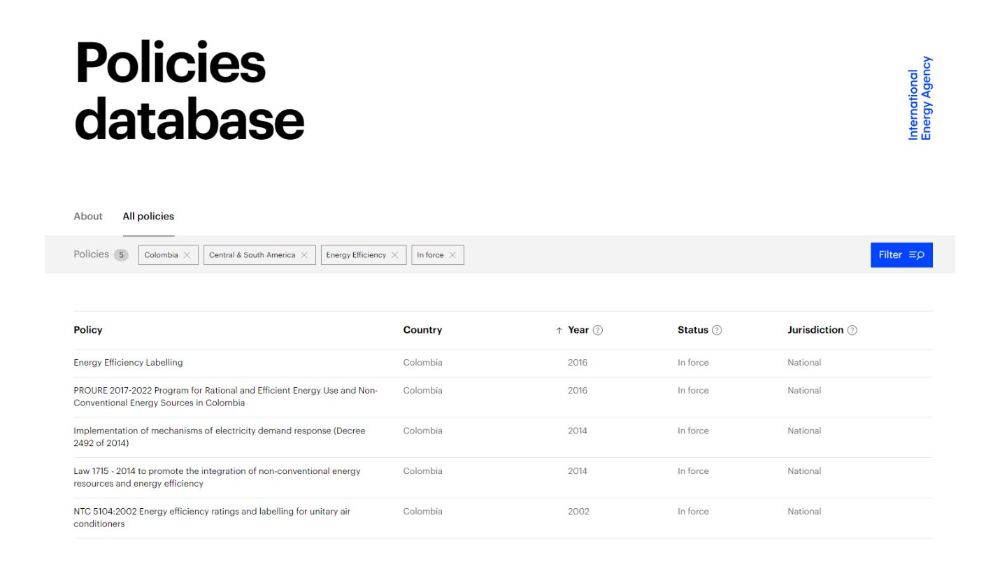 Policies
database
International
Energy Agency
About All policies
Policies 5 Colombia Central & South America Energy Efficiency In force Filter
Policy Country Year Status Jurisdiction
Energy Efficiency Labelling Colombia 2016 In force National
PROURE 2017-2022 Program for Rational and Efficient Energy Use and Non- Colombia 2016 In force National
Conventional Energy Sources in Colombia
Implementation of mechanisms of electricity demand response (Decree Colombia 2014 In force National
2492 of 2014)
Law 1715 - 2014 to promote the integration of non-conventional energy Colombia 2014 In force National
resources and energy efficiency
NTC 5104:2002 Energy efficiency ratings and labelling for unitary air Colombia 2002 In force National
conditioners